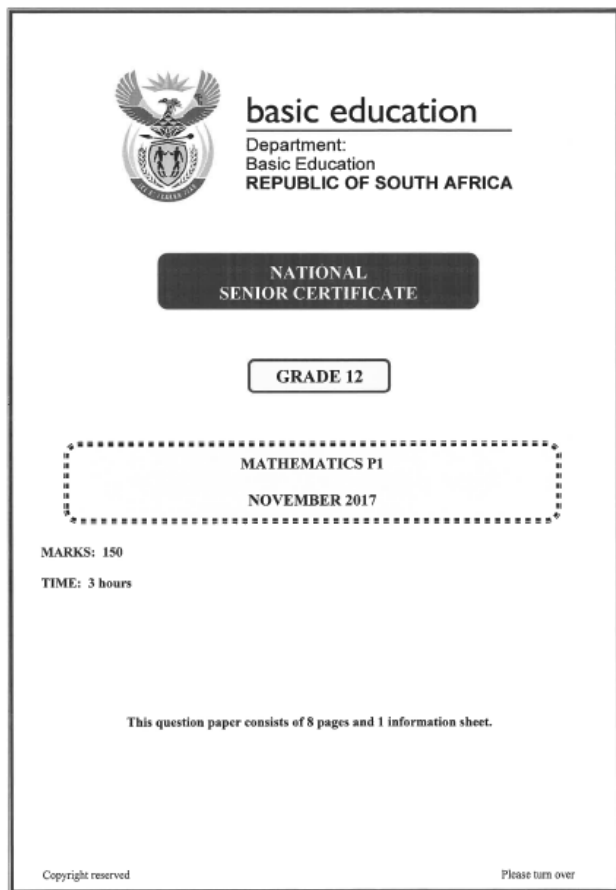 basic education
Department:
Basic Education
REPUBLIC OF SOUTH AFRICA
NATIONAL
SENIOR CERTIFICATE
GRADE 12
MATHEMATICS P1
NOVEMBER 2017
MARKS: 150
TIME: 3 hours
This question paper consists of 8 pages and 1 information sheet.
Copyright reserved
Please turn over